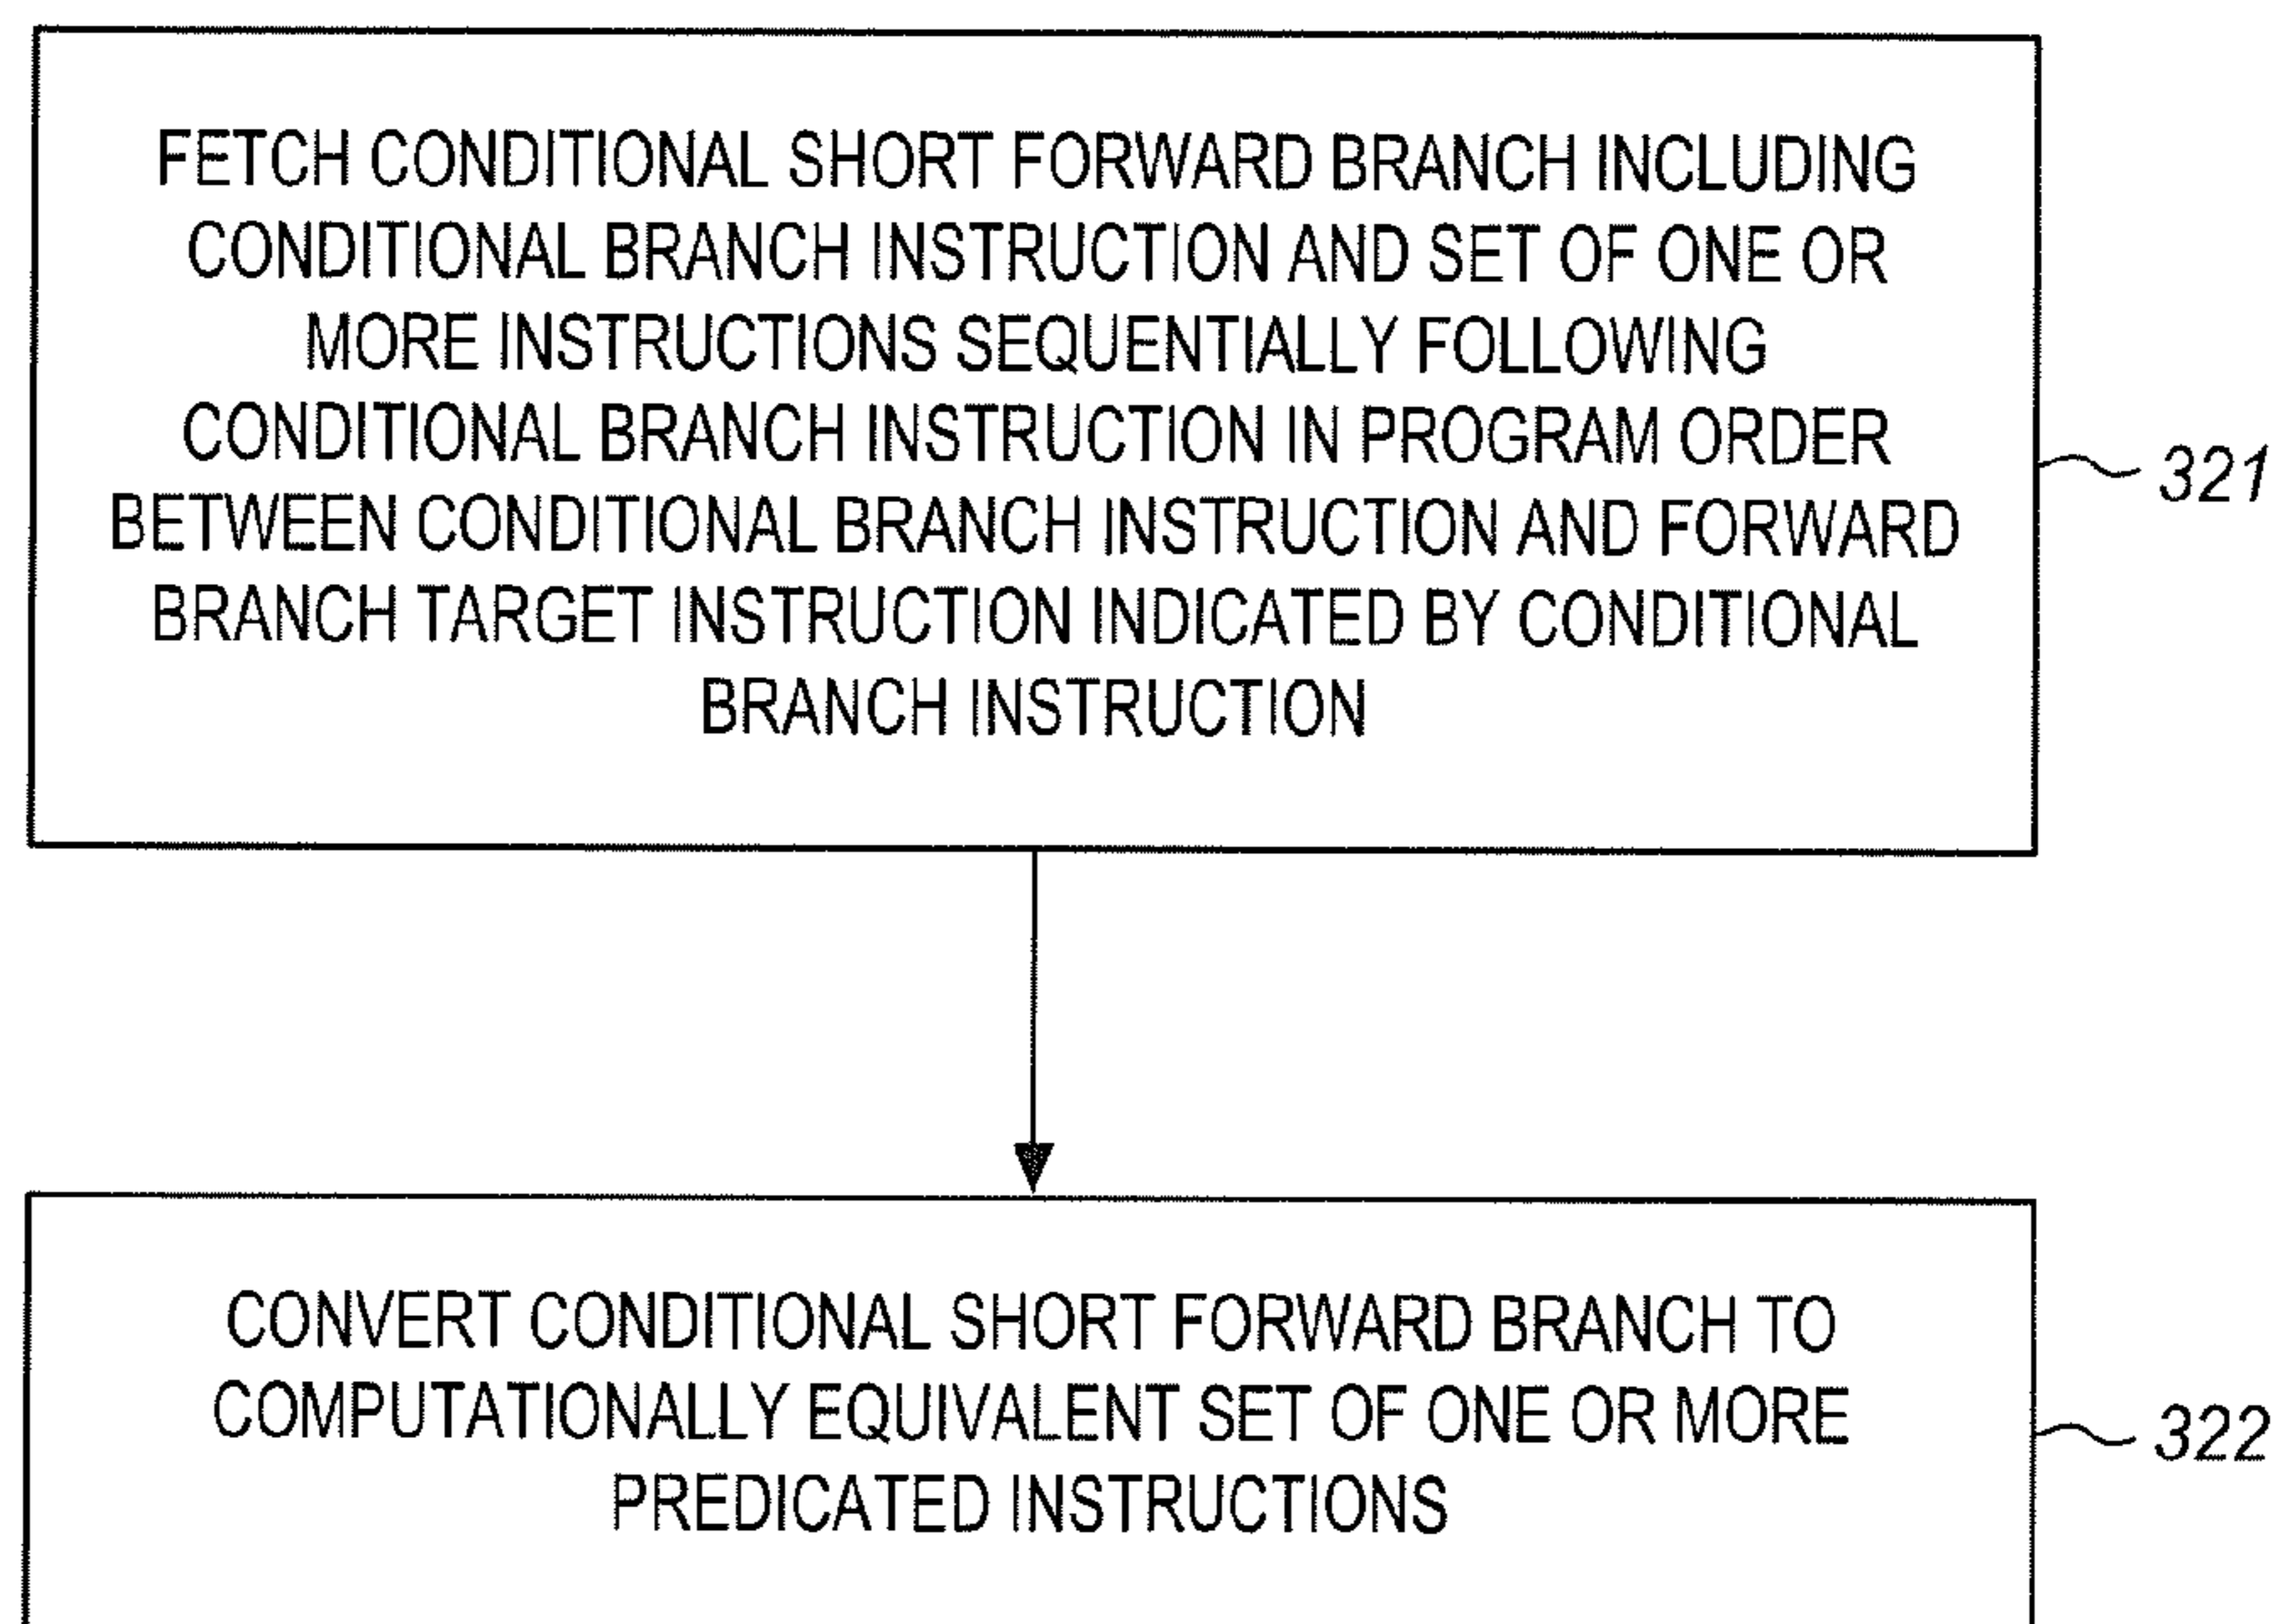 FETCH CONDITIONAL SHORT FORWARD BRANCH INCLUDING
CONDITIONAL BRANCH INSTRUCTION AND SET OF ONE OR
MORE INSTRUCTIONS SEQUENTIALLY FOLLOWING
CONDITIONAL BRANCH INSTRUCTION IN PROGRAM ORDER
BETWEEN CONDITIONAL BRANCH INSTRUCTION AND FORWARD
BRANCH TARGET INSTRUCTION INDICATED BY CONDITIONAL
BRANCH INSTRUCTION
321
CONVERT CONDITIONAL SHORT FORWARD BRANCH TO
COMPUTATIONALLY EQUIVALENT SET OF ONE OR MORE
PREDICATED INSTRUCTIONS
322